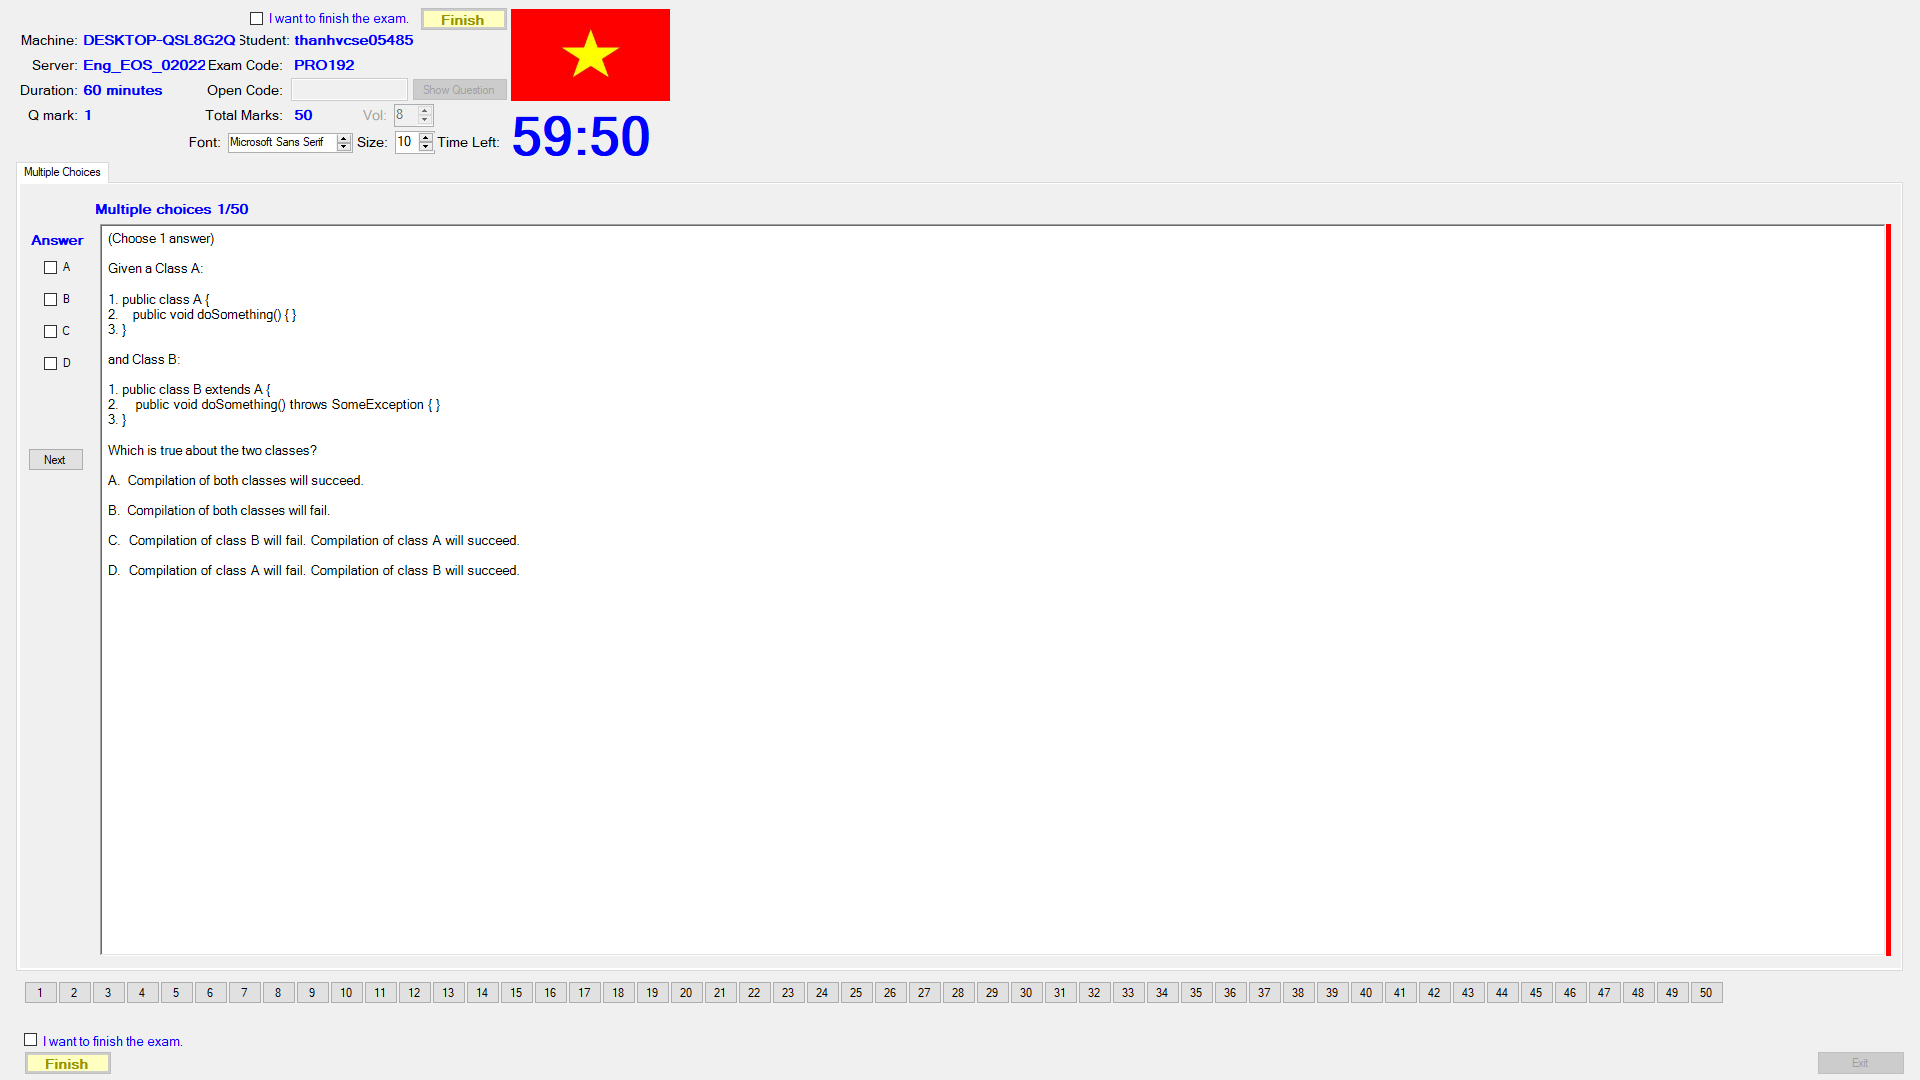 I want to finish the exam.
Finish
Machine: DESKTOP-QSL8G2Q Student: thanhvcse05485
Server: Eng_EOS_02022 Exam Code: PRO192
Duration: 60 minutes Open Code: Show Question
Q mark: 1 Total Marks: 50 Vol: 8
Font: Microsoft Sans Serif Size: 10 Time Left: 59:50
Multiple Choices
Multiple choices 1/50
Answer
A
B
C
D
Next
(Choose 1 answer)
Given a Class A:
1. public class A {
2. public void doSomething() { }
3. }
and Class B:
1. public class B extends A {
2. public void doSomething() throws SomeException { }
3. }
Which is true about the two classes?
A. Compilation of both classes will succeed.
B. Compilation of both classes will fail.
C. Compilation of class B will fail. Compilation of class A will succeed.
D. Compilation of class A will fail. Compilation of class B will succeed.
1 2 3 4 5 6 7 8 9 10 11 12 13 14 15 16 17 18 19 20 21 22 23 24 25 26 27 28 29 30 31 32 33 34 35 36 37 38 39 40 41 42 43 44 45 46 47 48 49 50
I want to finish the exam.
Finish
Exit